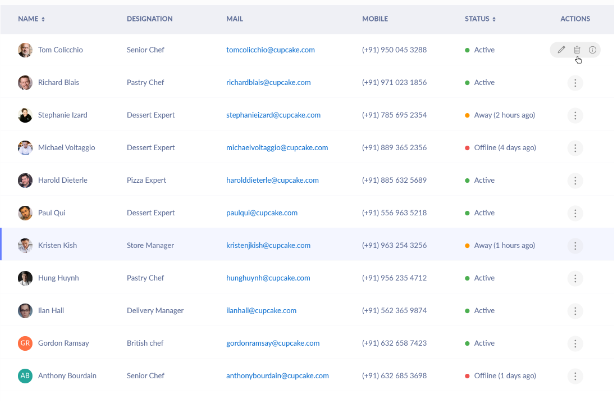 NAME DESIGNATION MAIL MOBILE STATUS ACTIONS
Tom Colicchio Senior Chef tomcolicchio@cupcake.com (+91) 950 045 3288 Active
Richard Blais Pastry Chef richardblais@cupcake.com (+91) 971 023 1856 Active
Stephanie Izard Dessert Expert stephanieizard@cupcake.com (+91) 785 695 2354 Away (2 hours ago)
Michael Voltaggio Dessert Expert michaelvoltaggio@cupcake.com (+91) 889 365 2356 Offline (4 days ago)
Harold Dieterle Pizza Expert harolddieterle@cupcake.com (+91) 885 632 5689 Active
Paul Qui Dessert Expert paulqui@cupcake.com (+91) 556 963 5218 Active
Kristen Kish Store Manager kristenjkish@cupcake.com (+91) 963 254 3256 Away (1 hours ago)
Hung Huynh Pastry Chef hunghuynh@cupcake.com (+91) 956 235 4712 Active
Ilan Hall Delivery Manager ilanhall@cupcake.com (+91) 562 365 9874 Active
GR Gordon Ramsay British chef gordonramsay@cupcake.com (+91) 632 658 7423 Active
AB Anthony Bourdain Senior Chef anthonybourdain@cupcake.com (+91) 632 685 3698 Offline (1 days ago)